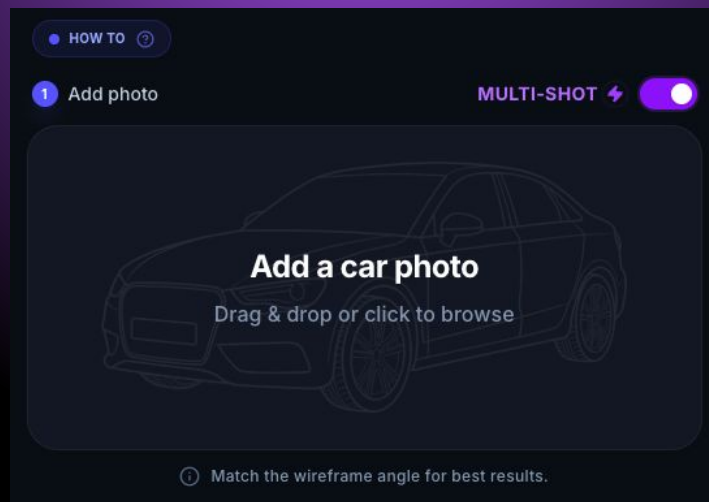 HOW TO
1 Add photo
MULTI-SHOT
Add a car photo
Drag & drop or click to browse
Match the wireframe angle for best results.